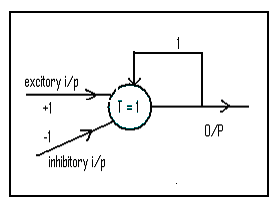 1
excitory i/p
+1
T = 1
-1
O/P
inhibitory i/p